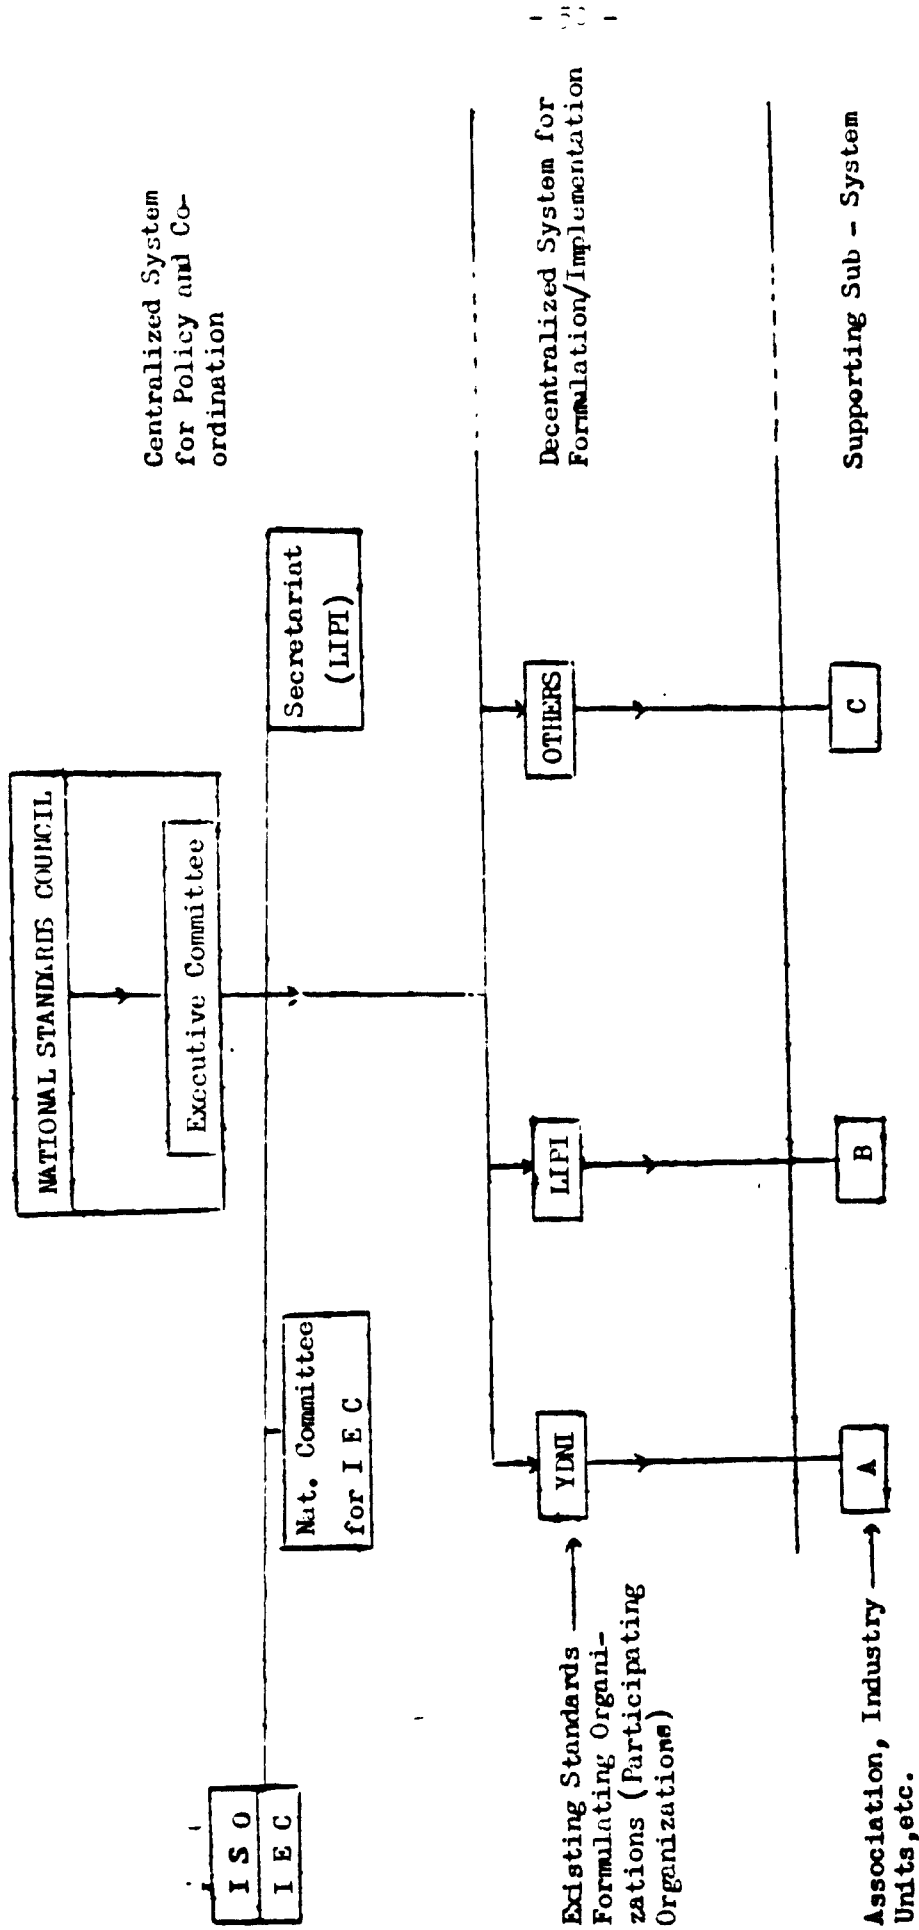 NATIONAL STANDARDS COUNCIL
Executive Committee
Centralized System
for Policy and Co-
ordination
I S O
I E C
Nat. Committee
for I E C
Secretariat
(LIPI)
Existing Standards
Formulating Organi-
zations (Participating
Organizations)
YDNI
LIPI
OTHERS
Decentralized System for
Formulation/Implementation
Association, Industry
Units,etc.
A
B
C
Supporting Sub - System